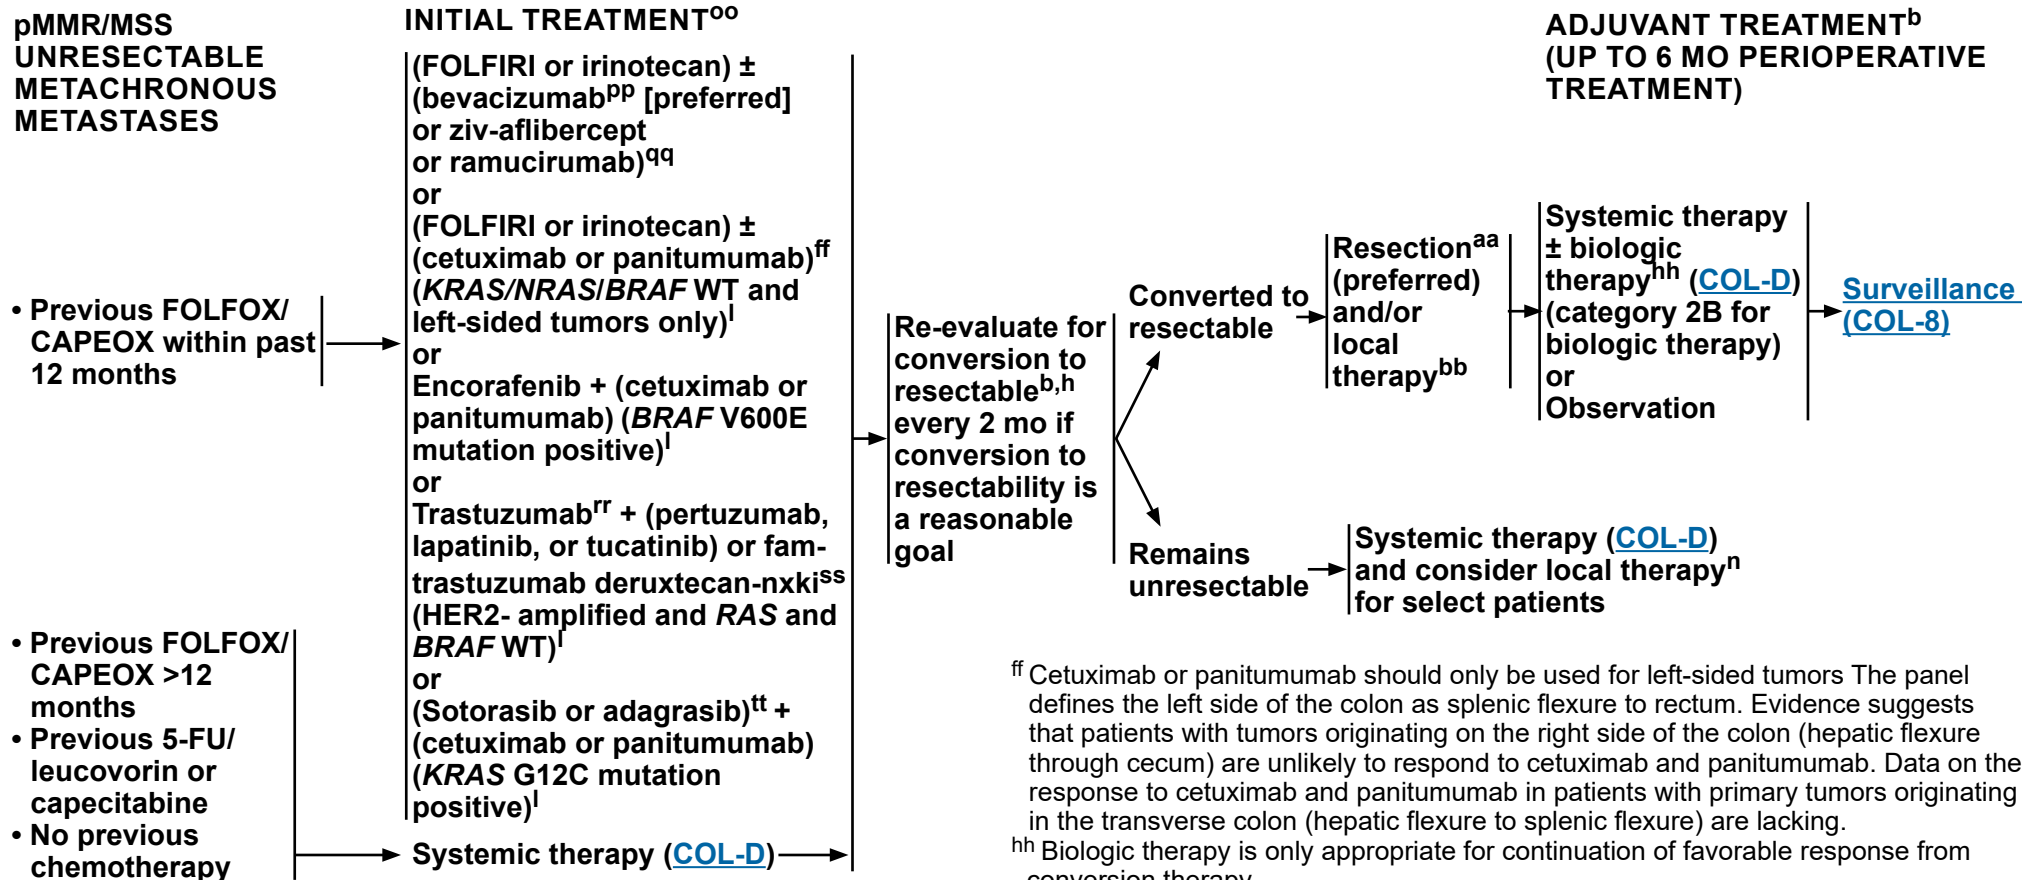 pMMR/MSS
UNRESECTABLE
METACHRONOUS
METASTASES
• Previous FOLFOX/
CAPEOX within past
12 months
• Previous FOLFOX/
CAPEOX >12
months
• Previous 5-FU/
leucovorin or
capecitabine
• No previous
chemotherapy
INITIAL TREATMENToo
(FOLFIRI or irinotecan) ±
(bevacizumabpp [preferred]
or ziv-aflibercept
or ramucirumab)qq
or
(FOLFIRI or irinotecan) ±
(cetuximab or panitumumab)ff
(KRAS/NRAS/BRAF WT and
left-sided tumors only)l
or
Encorafenib + (cetuximab or
panitumumab) (BRAF V600E
mutation positive)l
or
Trastuzumabrr + (pertuzumab,
lapatinib, or tucatinib) or fam-
trastuzumab deruxtecan-nxkiss
(HER2- amplified and RAS and
BRAF WT)l
or
(Sotorasib or adagrasib)tt +
(cetuximab or panitumumab)
(KRAS G12C mutation
positive)l
Systemic therapy (COL-D)
Re-evaluate for
conversion to
resectableb,h
every 2 mo if
conversion to
resectability is
a reasonable
goal
Converted to
resectable
Remains
unresectable
Resectionaa
(preferred)
and/or
local
therapybb
ADJUVANT TREATMENTb
(UP TO 6 MO PERIOPERATIVE
TREATMENT)
Systemic therapy
± biologic
therapyhh (COL-D)
(category 2B for
biologic therapy)
or
Observation
Surveillance
(COL-8)
Systemic therapy (COL-D)
and consider local therapyn
for select patients
ff Cetuximab or panitumumab should only be used for left-sided tumors The panel
defines the left side of the colon as splenic flexure to rectum. Evidence suggests
that patients with tumors originating on the right side of the colon (hepatic flexure
through cecum) are unlikely to respond to cetuximab and panitumumab. Data on the
response to cetuximab and panitumumab in patients with primary tumors originating
in the transverse colon (hepatic flexure to splenic flexure) are lacking.
hh Biologic therapy is only appropriate for continuation of favorable response from
conversion therapy